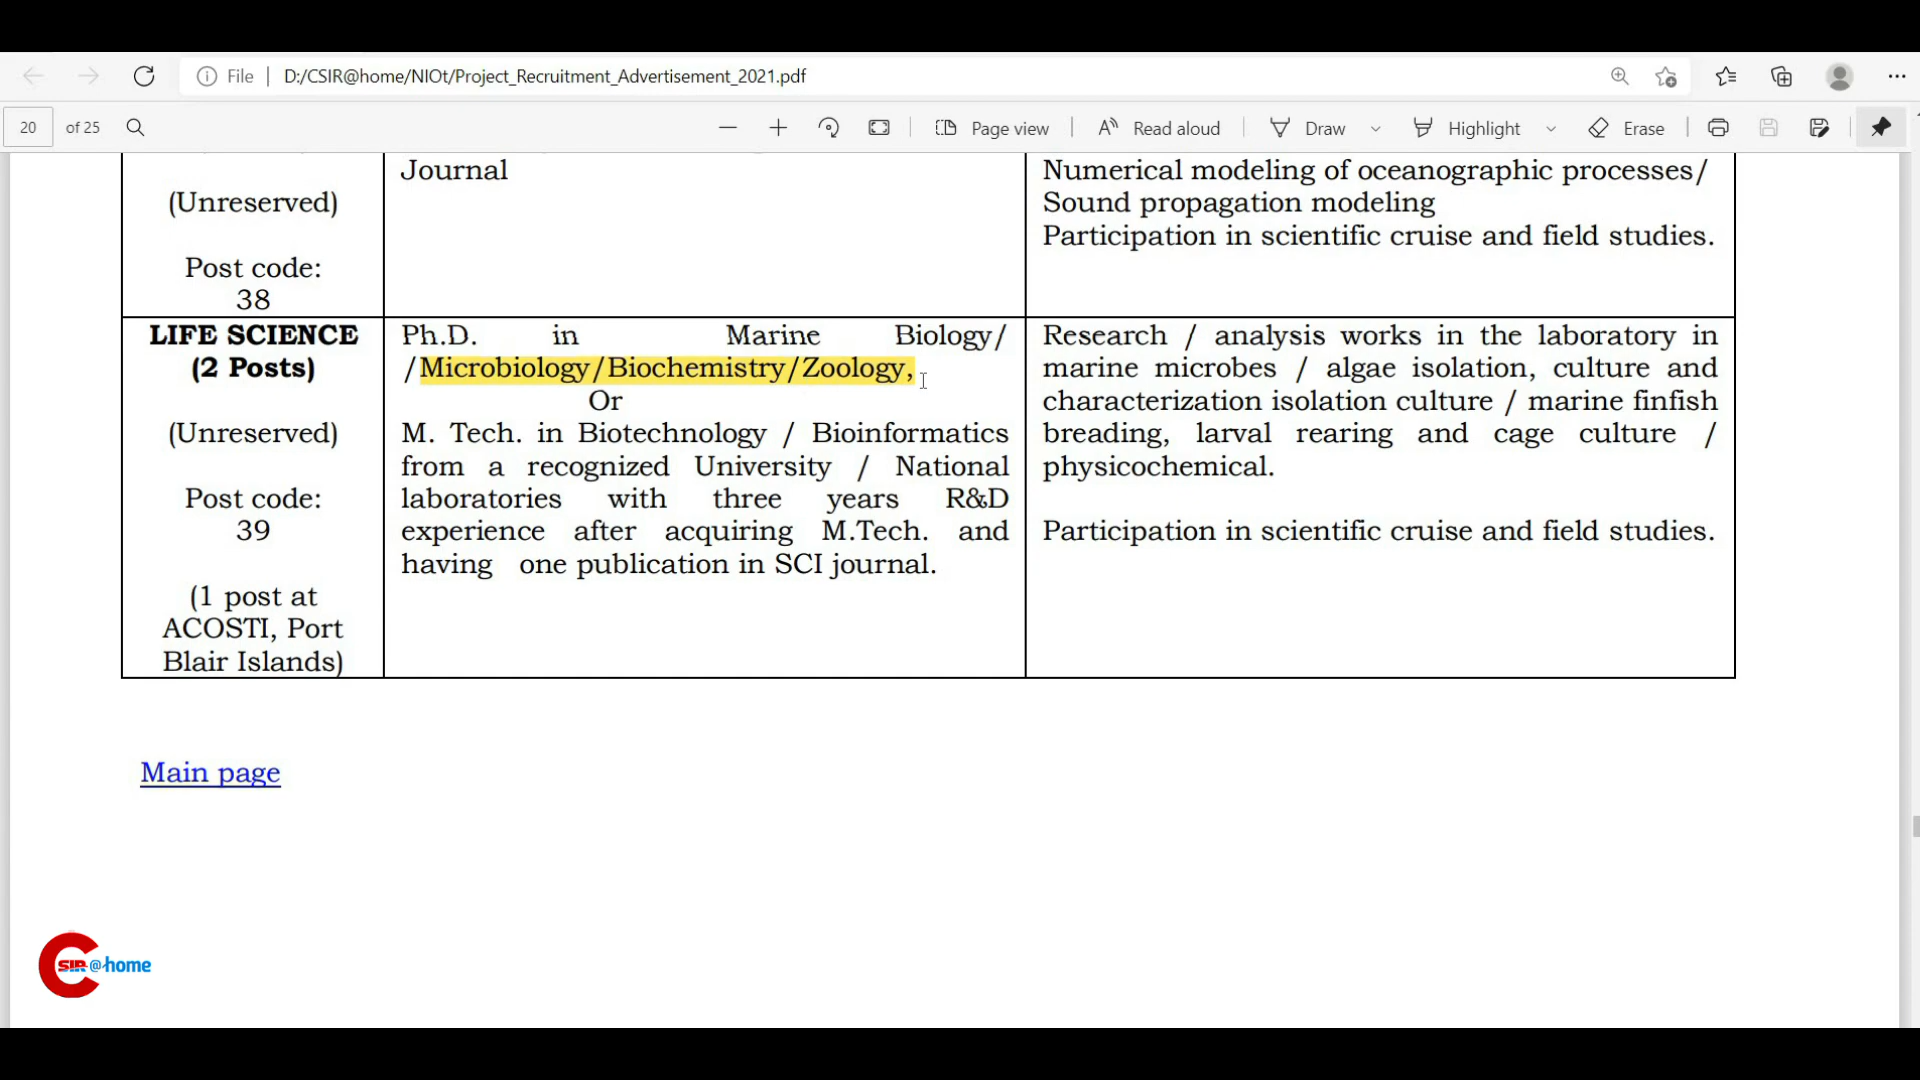 File | D:/CSIR@home/NIOt/Project_Recruitment_Advertisement_2021.pdf
20 of 25 Page view Read aloud Draw Highlight Erase
(Unreserved)
Post code:
38
Journal
Numerical modeling of oceanographic processes/
Sound propagation modeling
Participation in scientific cruise and field studies.
LIFE SCIENCE
(2 Posts)
(Unreserved)
Post code:
39
(1 post at
ACOSTI, Port
Blair Islands)
Ph.D. in Marine Biology/
/Microbiology/Biochemistry/Zoology,
Or
M. Tech. in Biotechnology / Bioinformatics
from a recognized University / National
laboratories with three years R&D
experience after acquiring M.Tech. and
having one publication in SCI journal.
Research / analysis works in the laboratory in
marine microbes / algae isolation, culture and
characterization isolation culture / marine finfish
breading, larval rearing and cage culture /
physicochemical.
Participation in scientific cruise and field studies.
Main page
CSIR@home